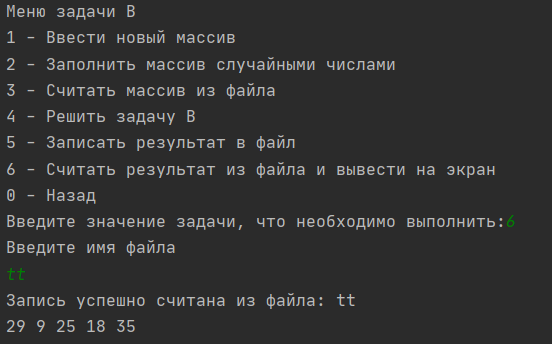 Меню задачи B
1 - Ввести новый массив
2 - Заполнить массив случайными числами
3 - Считать массив из файла
4 - Решить задачу B
5 - Записать результат в файл
6 - Считать результат из файла и вывести на экран
0 - Назад
Введите значение задачи, что необходимо выполнить:6
Введите имя файла
tt
Запись успешно считана из файла: tt
29 9 25 18 35